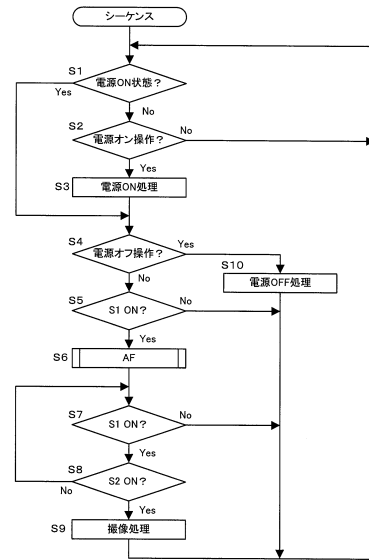 シーケンス
S1
電源ON状態?
Yes
No
S2
電源オン操作?
No
Yes
S3
電源ON処理
S4
電源オフ操作?
Yes
No
S10
電源OFF処理
S5
S1 ON?
No
Yes
S6
AF
S7
S1 ON?
No
Yes
S8
S2 ON?
No
Yes
S9
撮像処理